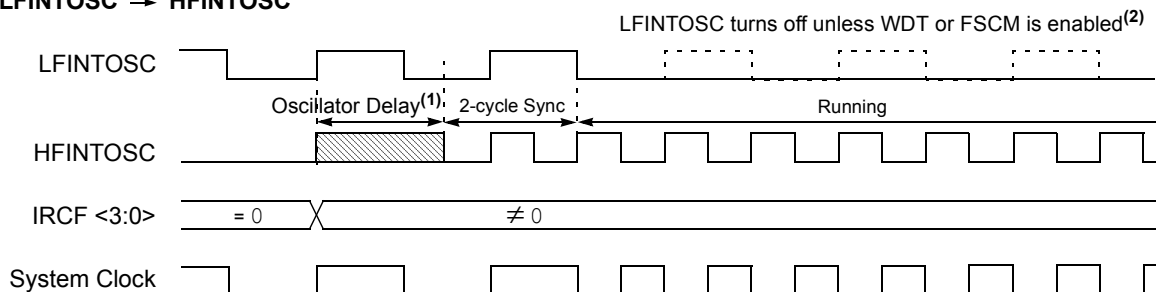 LFINTOSC → HFINTOSC
LFINTOSC turns off unless WDT or FSCM is enabled(2)
LFINTOSC
Oscillator Delay(1) 2-cycle Sync Running
HFINTOSC
IRCF <3:0> = 0 ≠ 0
System Clock